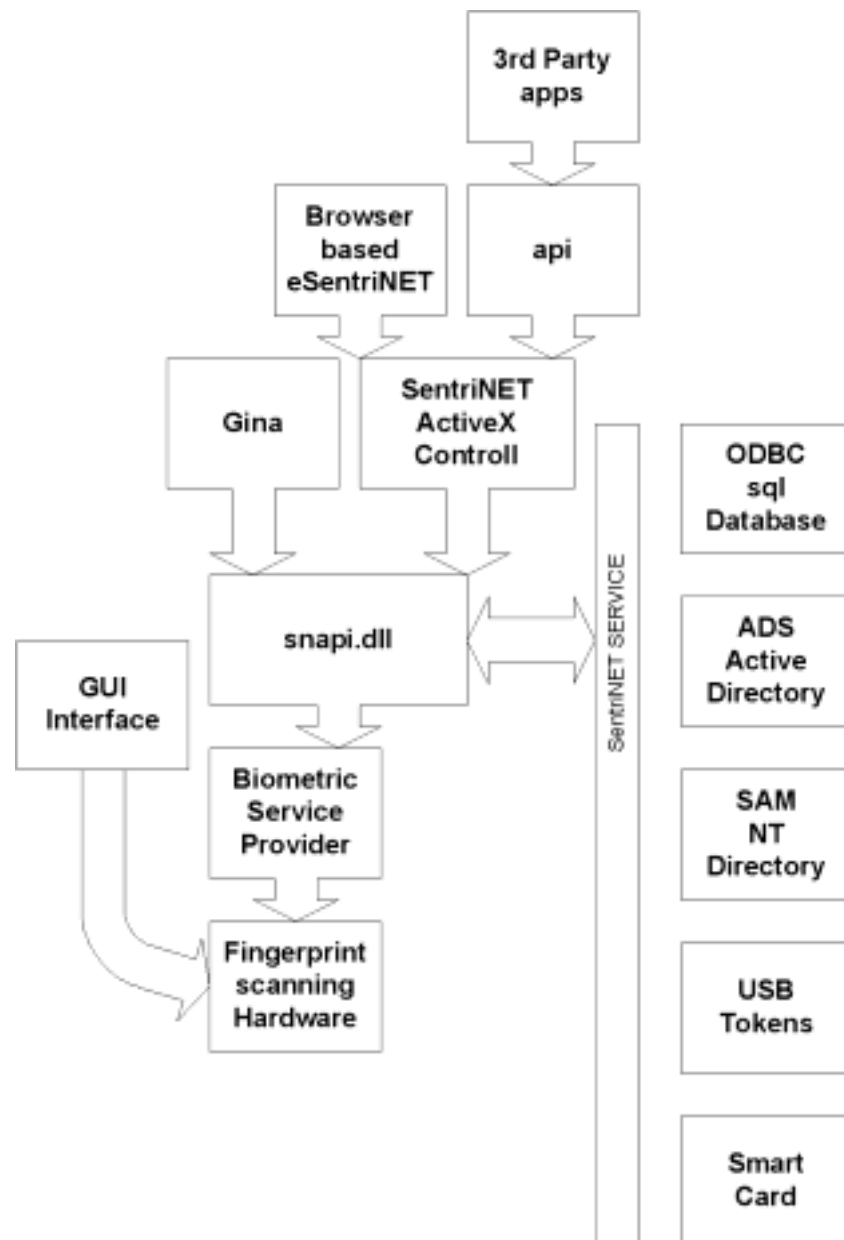 3rd Party
apps
Browser
based
eSentriNET
api
Gina
SentriNET
ActiveX
Controll
ODBC
sql
Database
snapi.dll
SentriNET SERVICE
ADS
Active
Directory
GUI
Interface
Biometric
Service
Provider
SAM
NT
Directory
Fingerprint
scanning
Hardware
USB
Tokens
Smart
Card